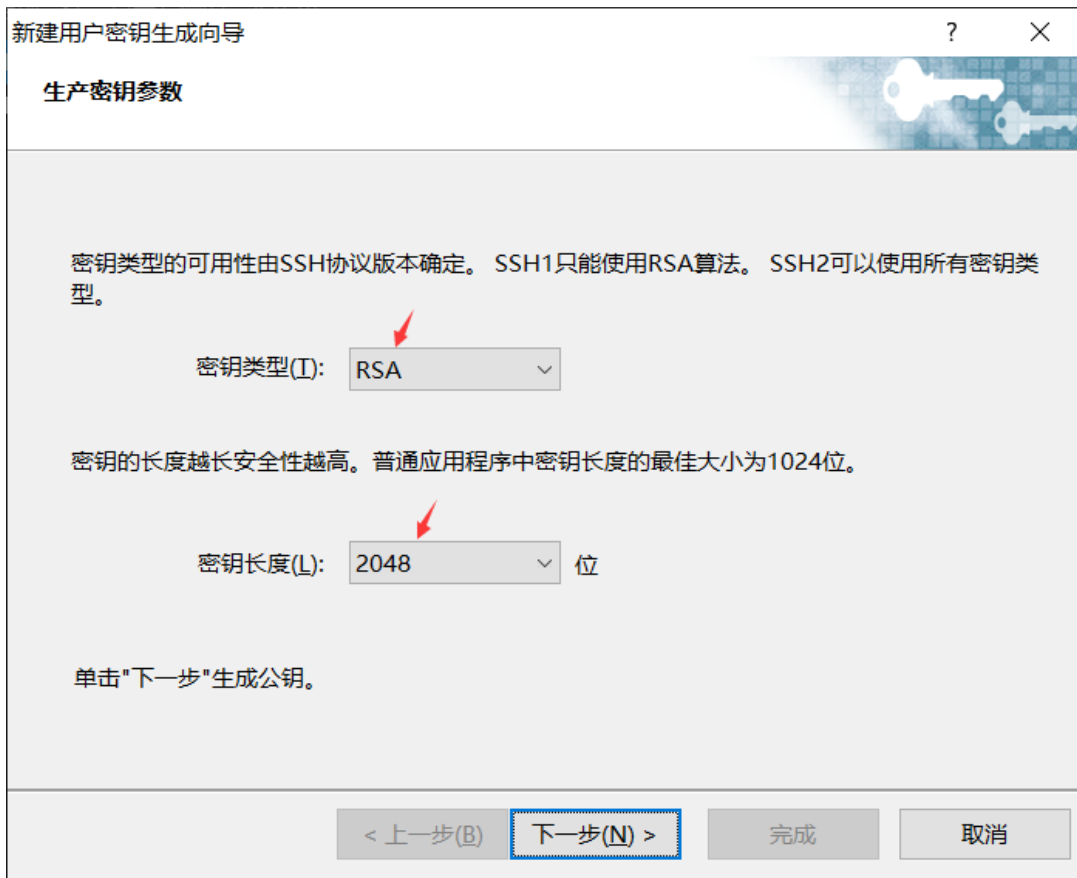 新建用户密钥生成向导
?
生产密钥参数
密钥类型的可用性由SSH协议版本确定。 SSH1只能使用RSA算法。 SSH2可以使用所有密钥类
型。
密钥类型(T): RSA
密钥的长度越长安全性越高。普通应用程序中密钥长度的最佳大小为1024位。
密钥长度(L): 2048 位
单击"下一步"生成公钥。
< 上一步(B) 下一步(N) > 完成 取消